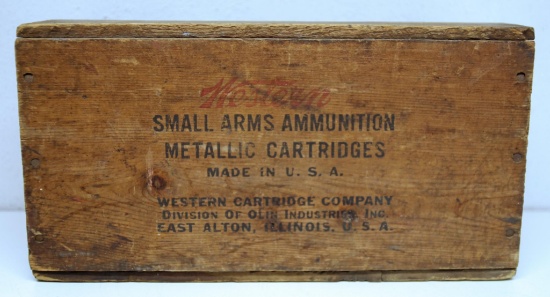 Western
SMALL ARMS AMMUNITION
METALLIC CARTRIDGES
MADE IN U. S. A.
WESTERN CARTRIDGE COMPANY
DIVISION OF OLIN INDUSTRIES, INC.
EAST ALTON, ILLINOIS, U. S. A.